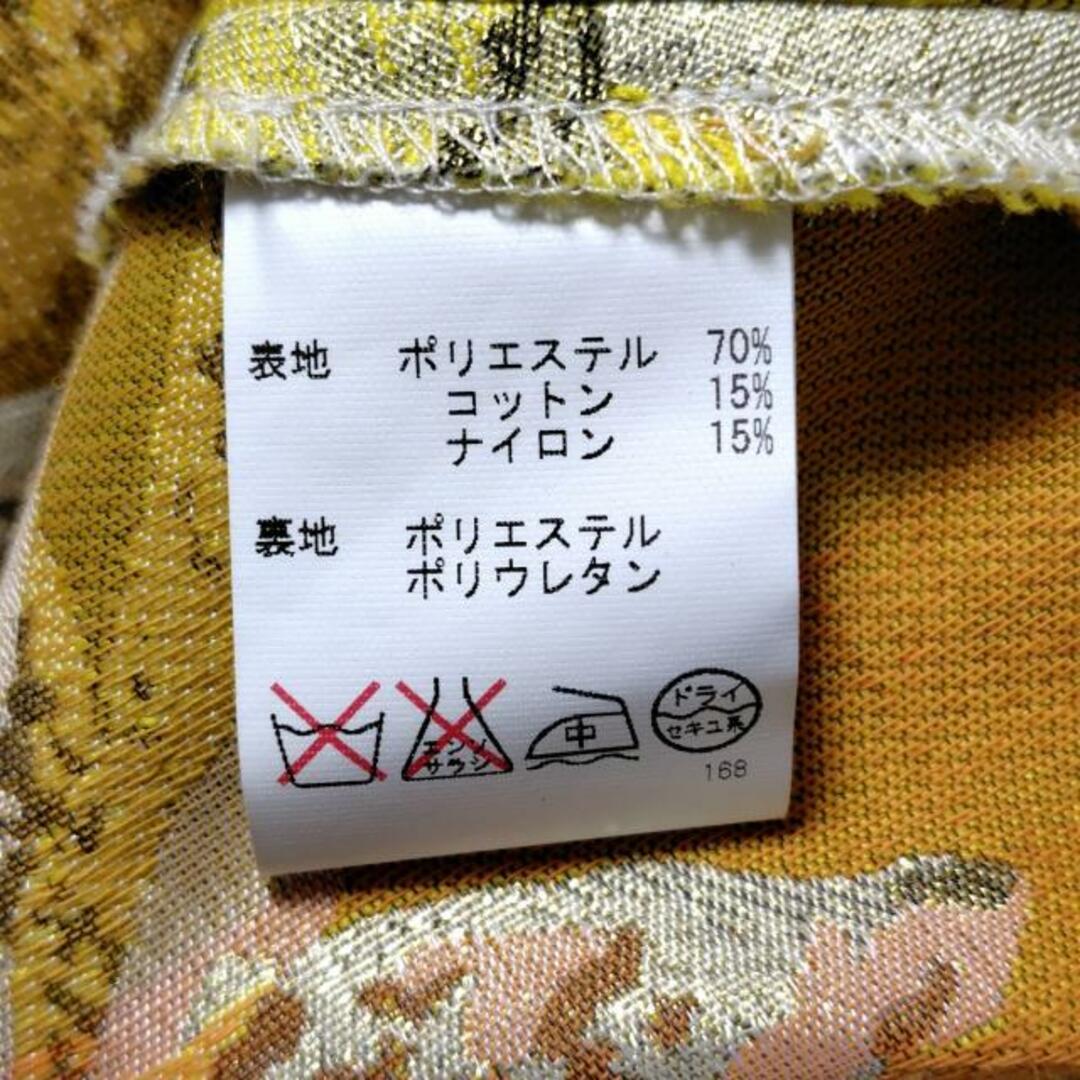 表地 ポリエステル 70%
コットン 15%
ナイロン 15%
裏地 ポリエステル
ポリウレタン
エンソ
サラシ
中
ドライ
セキユ系
168